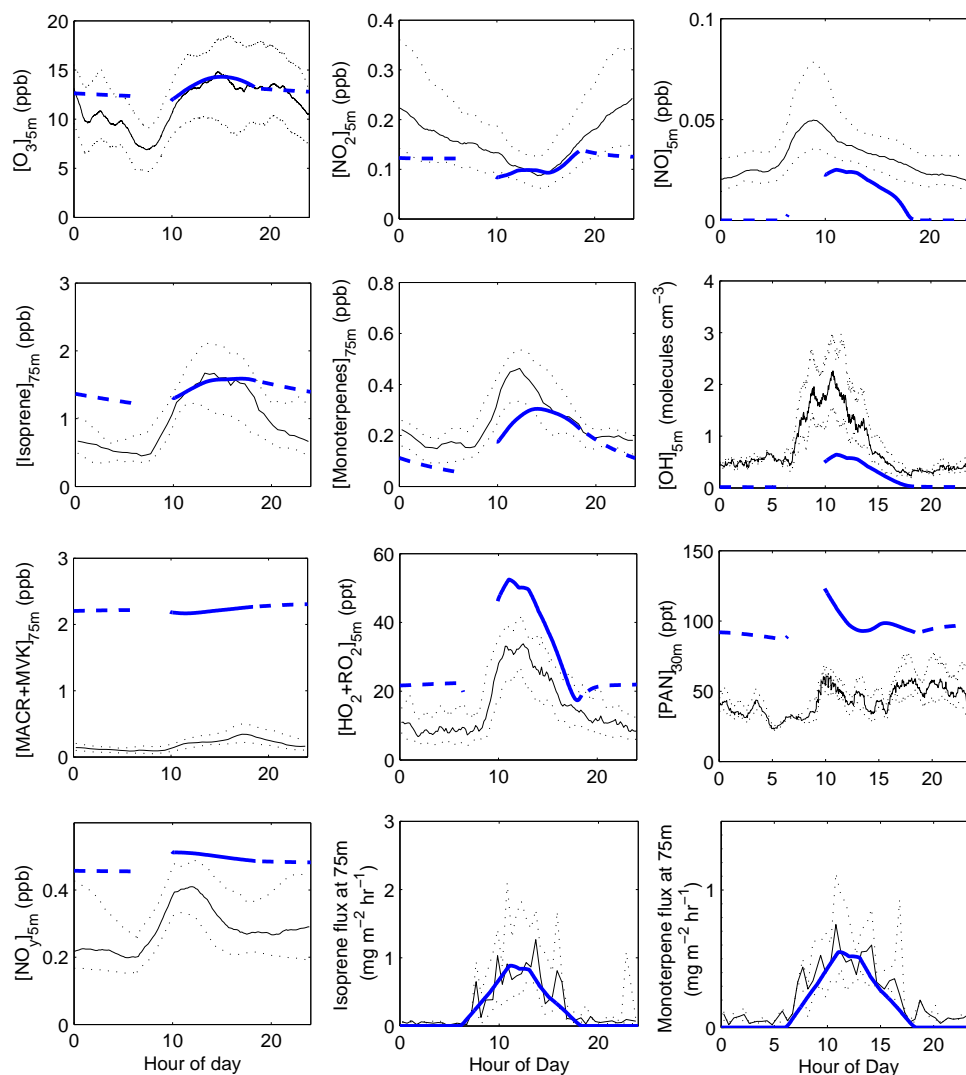 [O₃]₅ₘ (ppb)
20
15
10
5
0
0 10 20
[NO₂]₅ₘ (ppb)
0.4
0.3
0.2
0.1
0
0 10 20
[NO]₅ₘ (ppb)
0.05
0
0 10 20
[Isoprene]₇₅ₘ (ppb)
3
2
1
0
0 10 20
[Monoterpenes]₇₅ₘ (ppb)
0.8
0.6
0.4
0.2
0
0 10 20
[OH]₅ₘ (molecules cm⁻³)
4
3
2
1
0
0 5 10 15 20
[MACR+MVK]₇₅ₘ (ppb)
3
2
1
0
0 10 20
[HO₂+RO₂]₅ₘ (ppt)
60
40
20
0
0 10 20
[PAN]₃₀ₘ (ppt)
150
100
50
0
0 5 10 15 20
[NOy]₅ₘ (ppb)
0.4
0.2
0
0 10 20
Hour of day
Isoprene flux at 75m
(mg m⁻² hr⁻¹)
3
2
1
0
0 10 20
Hour of Day
Monoterpene flux at 75m
(mg m⁻² hr⁻¹)
1
0
0 5 10 15 20
Hour of Day